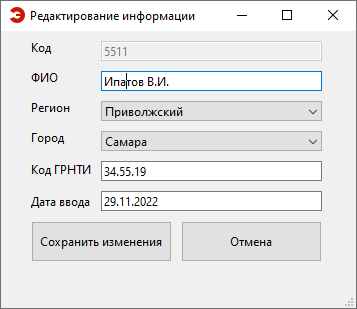 Редактирование информации
Код 5511
ФИО Ипатов В.И.
Регион Приволжский
Город Самара
Код ГРНТИ 34.55.19
Дата ввода 29.11.2022
Сохранить изменения Отмена